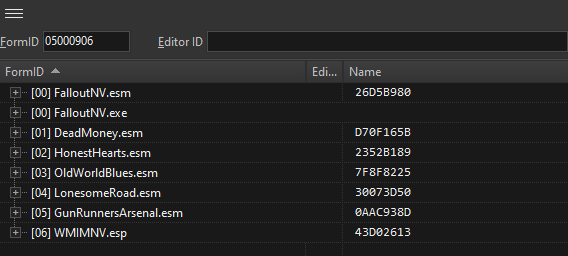 FormID 05000906 Editor ID
FormID Edi... Name
[00] FalloutNV.esm 26D5B980
[00] FalloutNV.exe
[01] DeadMoney.esm D70F165B
[02] HonestHearts.esm 2352B189
[03] OldWorldBlues.esm 7F8F8225
[04] LonesomeRoad.esm 30073D50
[05] GunRunnersArsenal.esm 0AAC938D
[06] WMIMNV.esp 43D02613